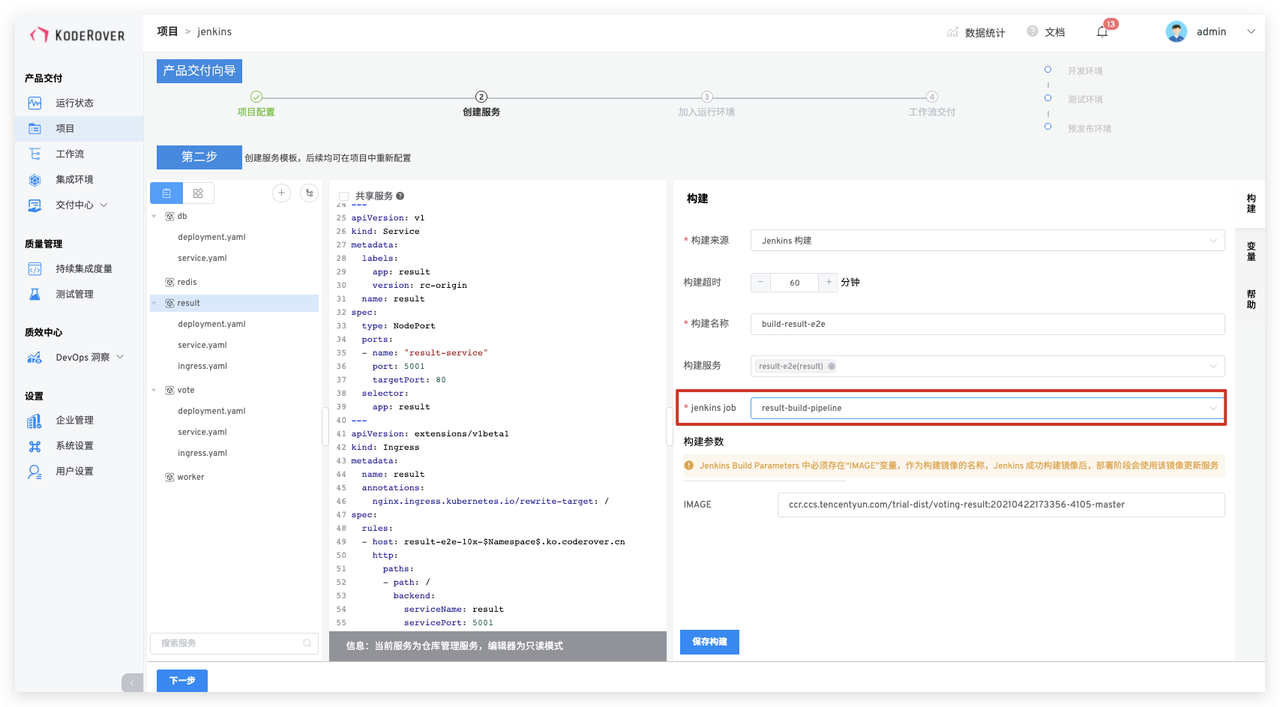 KODEROVER
项目 > jenkins
数据统计
文档
13
admin
产品交付
运行状态
项目
工作流
集成环境
交付中心
质量管理
持续集成度量
测试管理
质效中心
DevOps 洞察
设置
企业管理
系统设置
用户设置
产品交付向导
项目配置
2
创建服务
3
加入运行环境
4
工作流交付
开发环境
测试环境
预发布环境
第二步 创建服务模板，后续均可在项目中重新配置
db
deployment.yaml
service.yaml
redis
result
deployment.yaml
service.yaml
ingress.yaml
vote
deployment.yaml
service.yaml
ingress.yaml
worker
搜索服务
共享服务
24 ---
25 apiVersion: v1
26 kind: Service
27 metadata:
28 labels:
29 app: result
30 version: rc-origin
31 name: result
32 spec:
33 type: NodePort
34 ports:
35 - name: "result-service"
36 port: 5001
37 targetPort: 80
38 selector:
39 app: result
40 ---
41 apiVersion: extensions/v1beta1
42 kind: Ingress
43 metadata:
44 name: result
45 annotations:
46 nginx.ingress.kubernetes.io/rewrite-target: /
47 spec:
48 rules:
49 - host: result-e2e-10x-$Namespace$.ko.coderover.cn
50 http:
51 paths:
52 - path: /
53 backend:
54 serviceName: result
55 servicePort: 5001
信息：当前服务为仓库管理服务，编辑器为只读模式
构建
* 构建来源 Jenkins 构建
构建超时 − 60 + 分钟
* 构建名称 build-result-e2e
构建服务 result-e2e(result)
* jenkins job result-build-pipeline
构建参数
Jenkins Build Parameters 中必须存在"IMAGE"变量，作为构建镜像的名称，Jenkins 成功构建镜像后，部署阶段会使用该镜像更新服务
IMAGE ccr.ccs.tencentyun.com/trial-dist/voting-result:20210422173356-4105-master
保存构建
构建
变量
帮助
下一步